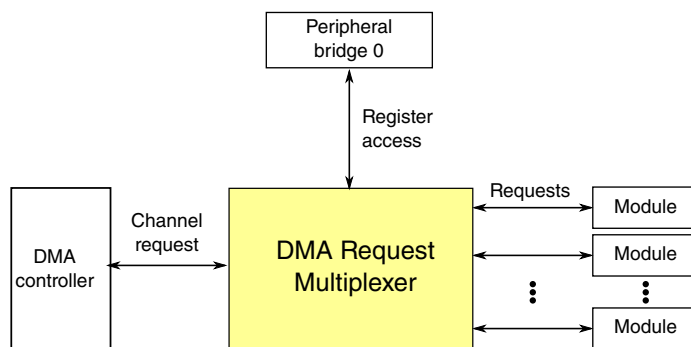 Peripheral
bridge 0
Register
access
Requests
Module
Channel
request
DMA
controller
DMA Request
Multiplexer
Module
Module